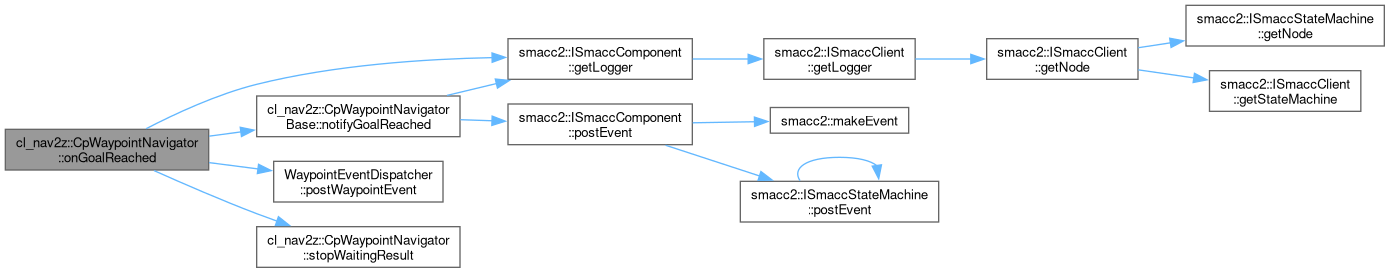 cl_nav2z::CpWaypointNavigator
::onGoalReached
smacc2::ISmaccComponent
::getLogger
smacc2::ISmaccClient
::getLogger
smacc2::ISmaccClient
::getNode
smacc2::ISmaccStateMachine
::getNode
smacc2::ISmaccClient
::getStateMachine
cl_nav2z::CpWaypointNavigator
Base::notifyGoalReached
smacc2::ISmaccComponent
::postEvent
smacc2::makeEvent
smacc2::ISmaccStateMachine
::postEvent
WaypointEventDispatcher
::postWaypointEvent
cl_nav2z::CpWaypointNavigator
::stopWaitingResult